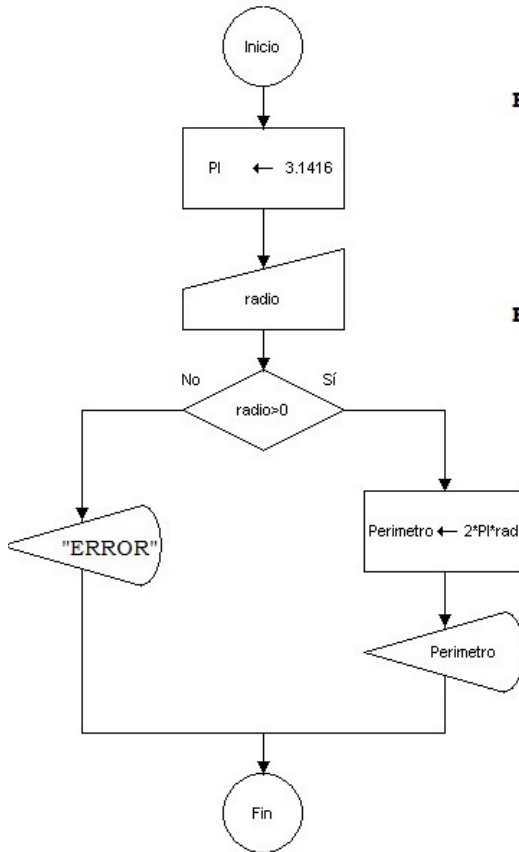 Inicio
PI ← 3.1416
radio
No
Sí
radio>0
"ERROR"
Perimetro ← 2*PI*rad
Perimetro
Fin